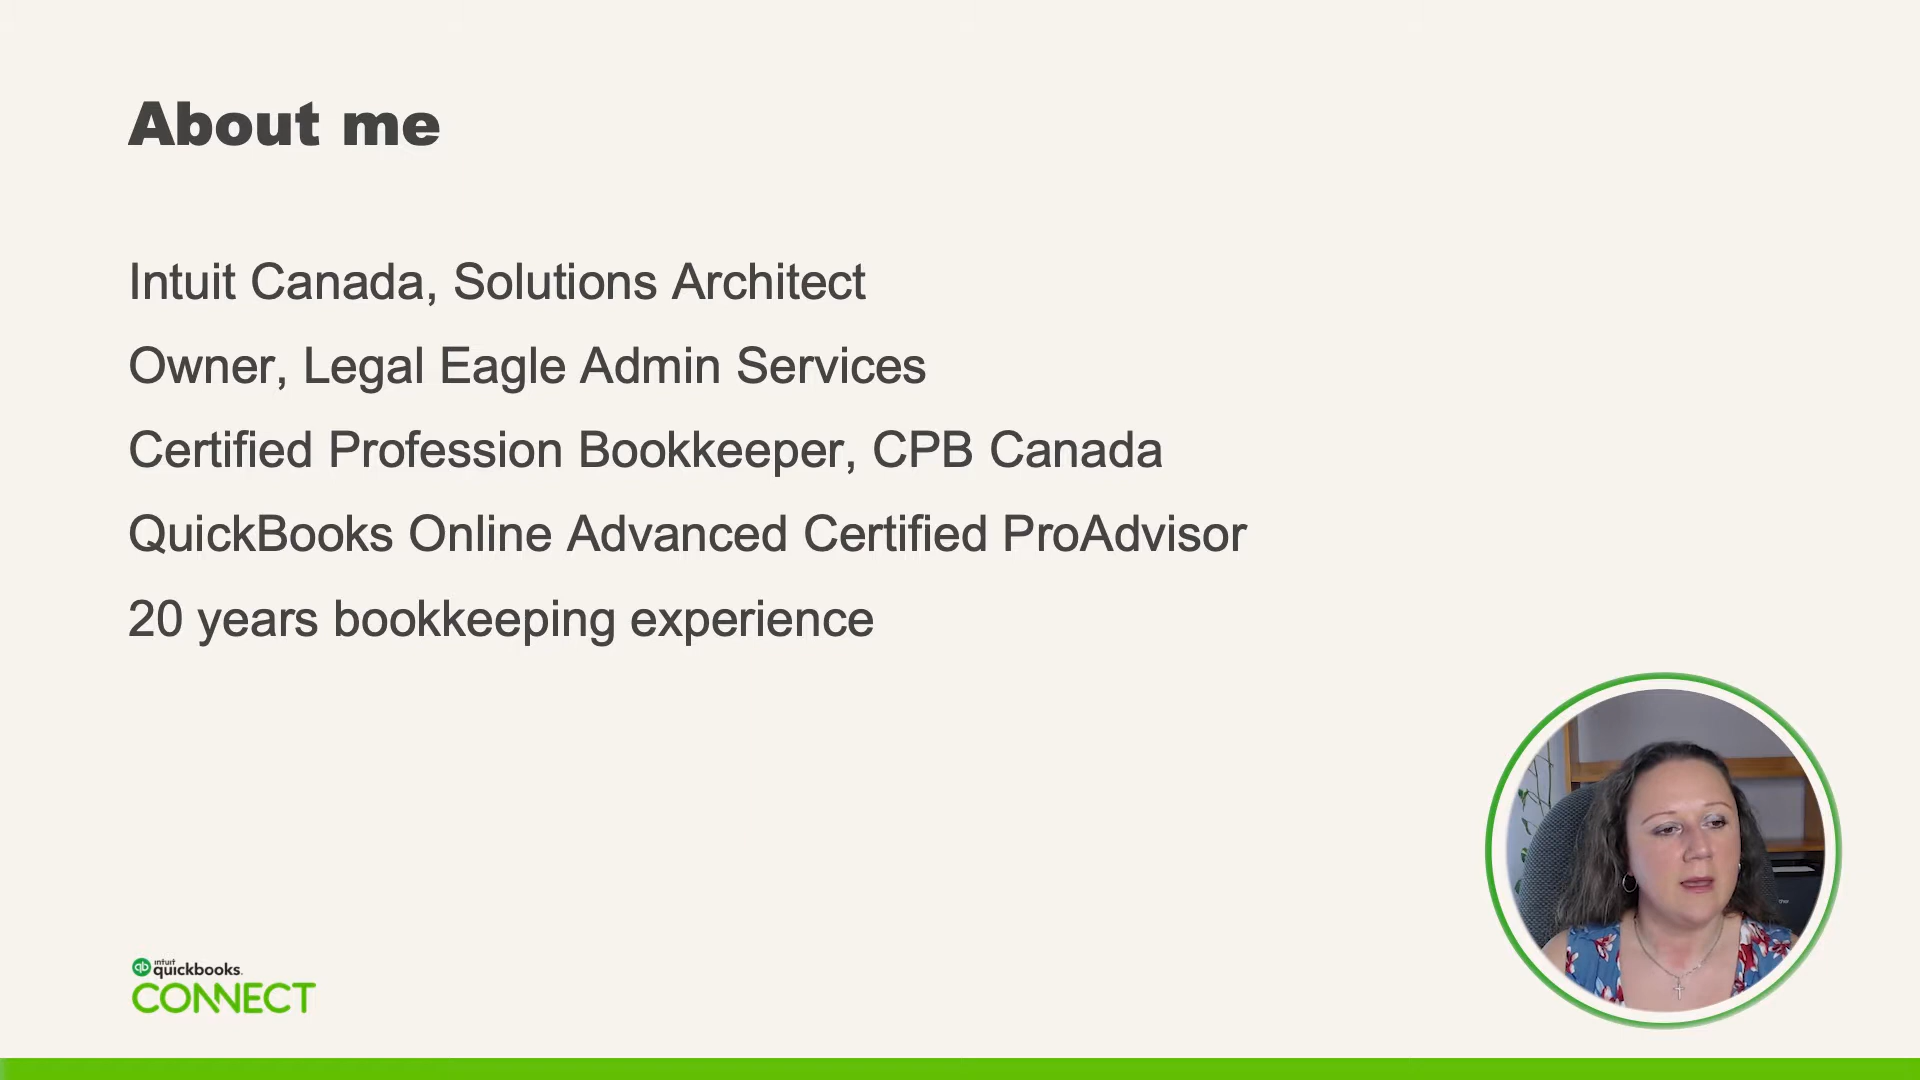 About me
Intuit Canada, Solutions Architect
Owner, Legal Eagle Admin Services
Certified Profession Bookkeeper, CPB Canada
QuickBooks Online Advanced Certified ProAdvisor
20 years bookkeeping experience
qb intuit quickbooks.
CONNECT